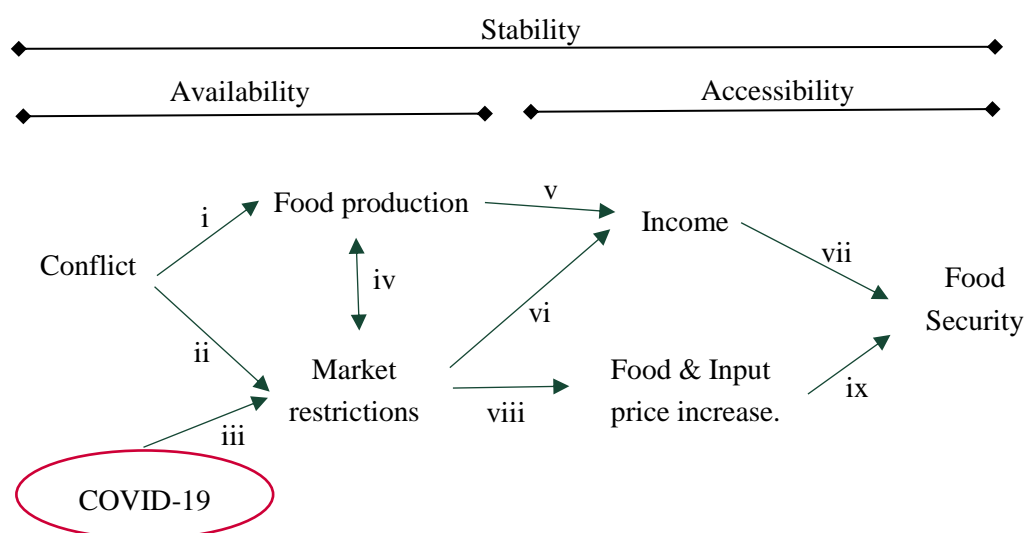 Stability
Availability
Accessibility
v
Food production
i
Income
vii
Conflict
Food
iv
Security
vi
ii
Market
Food & Input
restrictions
viii
price increase.
ix
iii
COVID-19